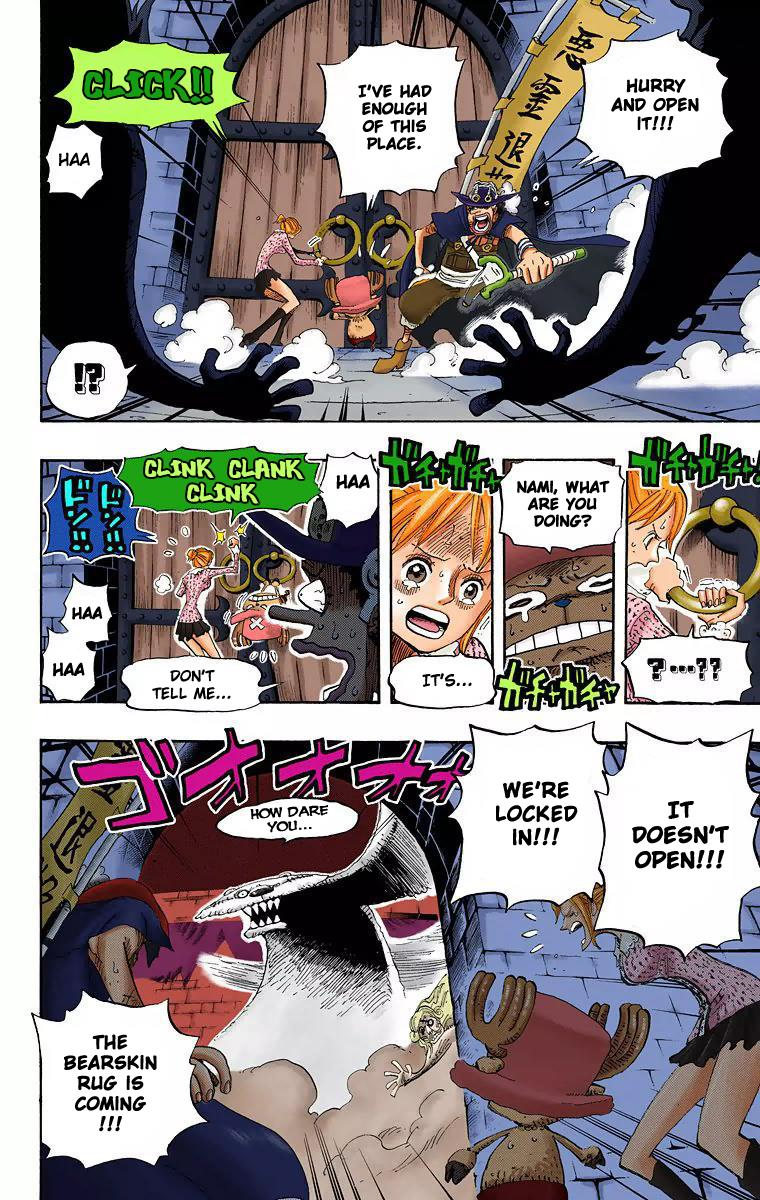 HURRY
AND OPEN
IT!!!
悪
霊
退
I'VE HAD
ENOUGH
OF THIS
PLACE.
CLICK!!
HAA
!?
ガチャガチャ!
?...??
NAMI, WHAT
ARE YOU
DOING?
ガチャガチャ
ガチャガチャ
IT'S...
HAA
CLINK CLANK
CLINK
ドン!!
ドン!!
HAA
HAA
DON'T
TELL ME...
IT
DOESN'T
OPEN!!!
WE'RE
LOCKED
IN!!!
ゴオオオオ
HOW DARE
YOU...
退
THE
BEARSKIN
RUG IS
COMING
!!!